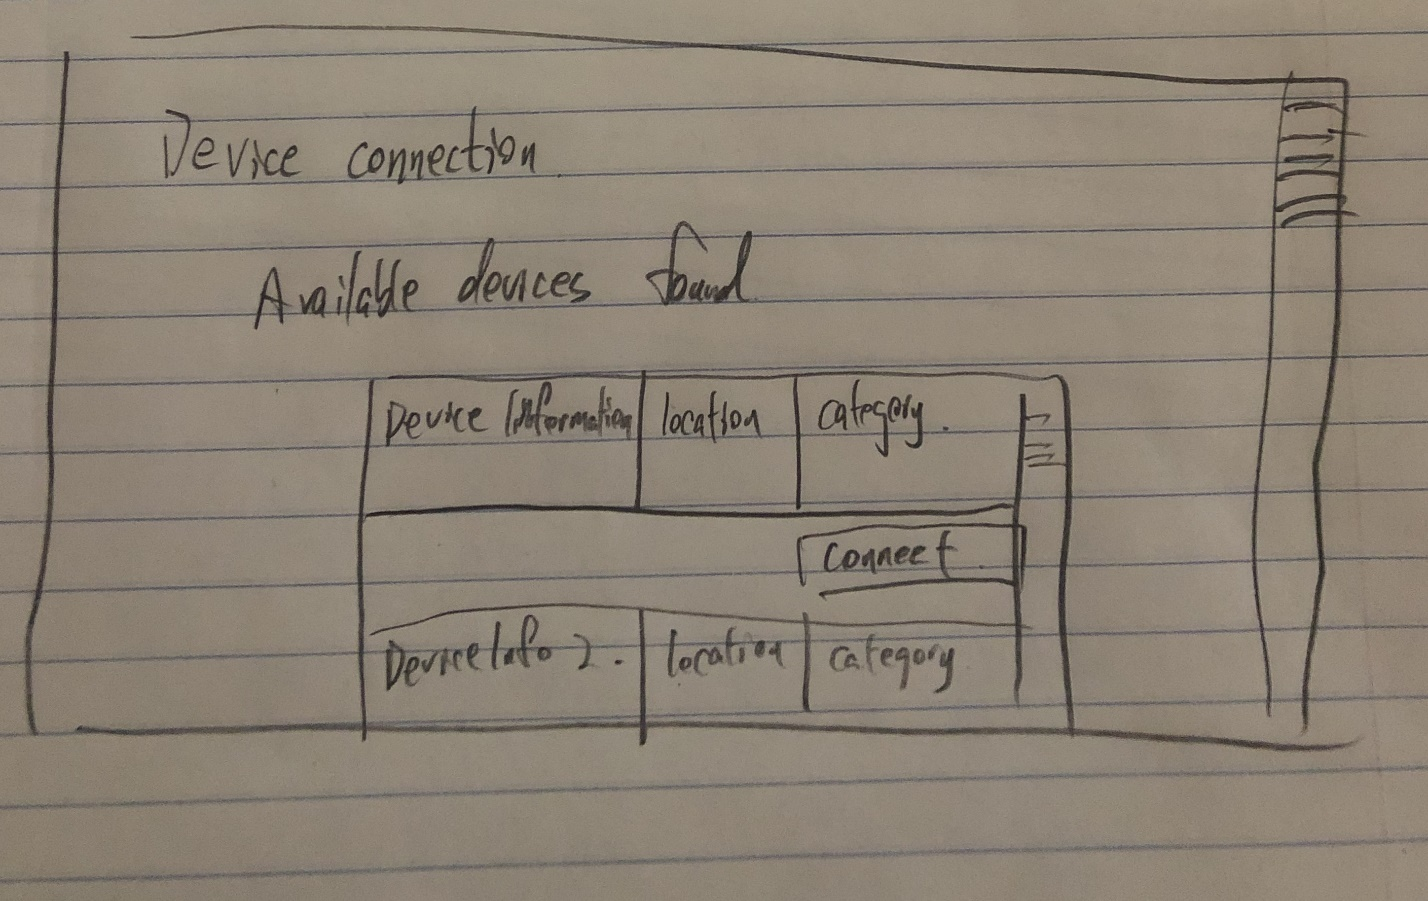 Device connection
Available devices found
Device Information location category.
Connect
Device Info 2. location category